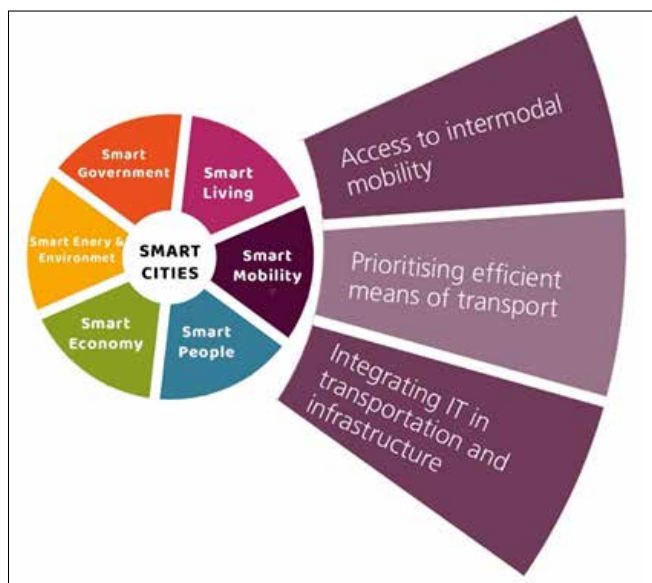 Smart
Government
Smart
Living
Smart Enery &
Environmet
SMART
CITIES
Smart
Mobility
Smart
Economy
Smart
People
Access to intermodal
mobility
Prioritising efficient
means of transport
Integrating IT in
transportation and
infrastructure